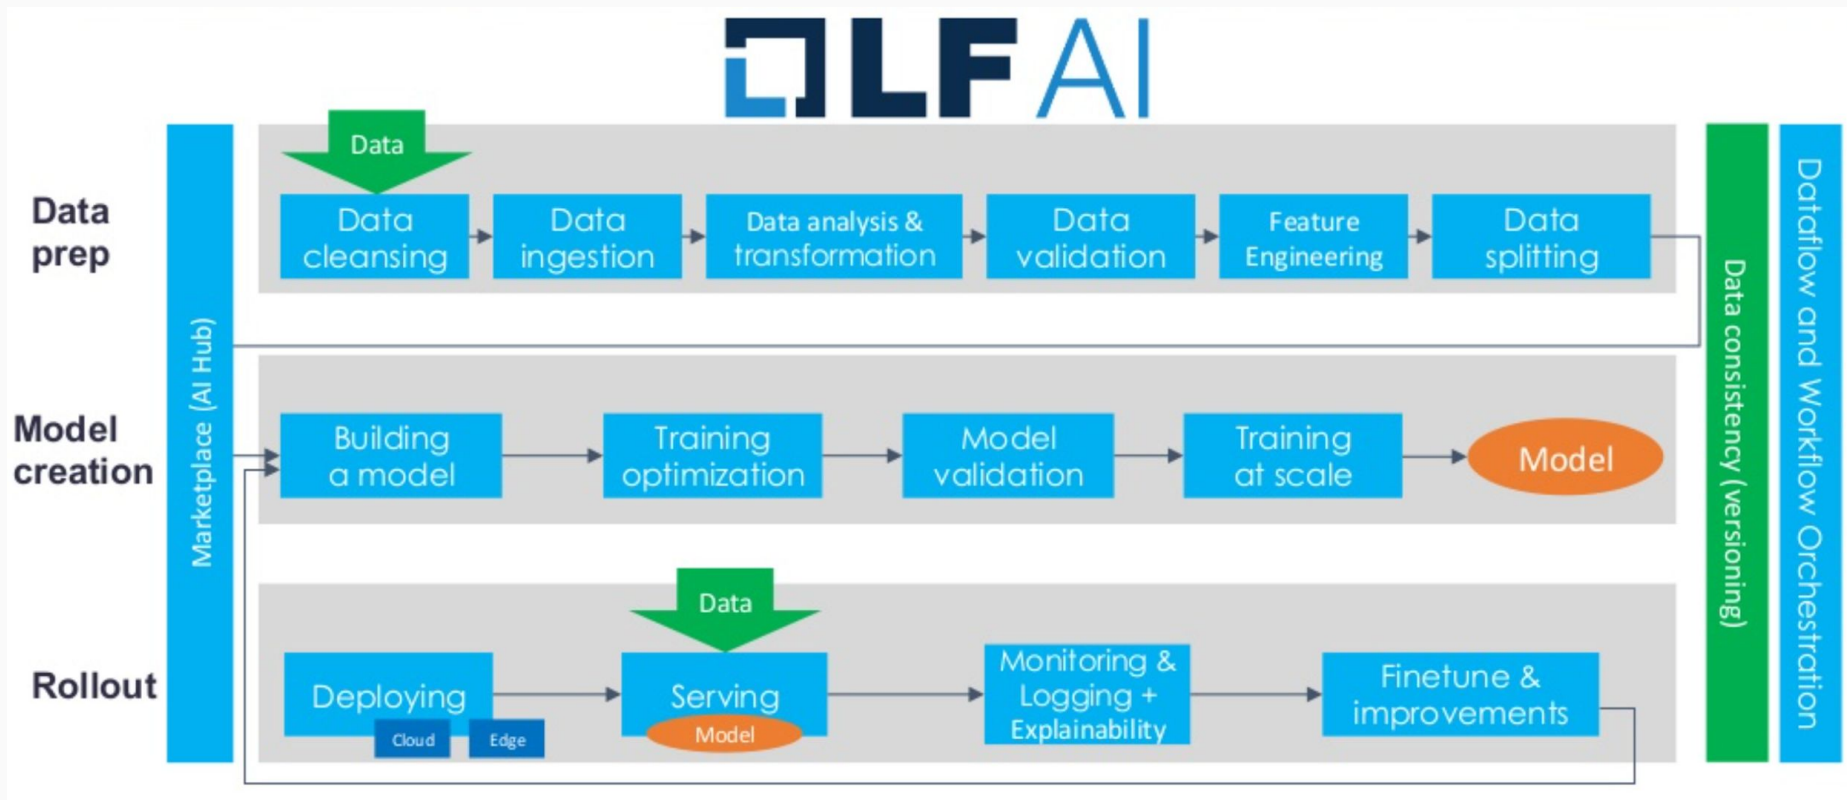 LF AI
Data
prep
Data
Data
cleansing
Data
ingestion
Data analysis &
transformation
Data
validation
Feature
Engineering
Data
splitting
Marketplace (AI Hub)
Model
creation
Building
a model
Training
optimization
Model
validation
Training
at scale
Model
Rollout
Data
Deploying
Cloud
Edge
Serving
Model
Monitoring &
Logging +
Explainability
Finetune &
improvements
Data consistency (versioning)
Dataflow and Workflow Orchestration